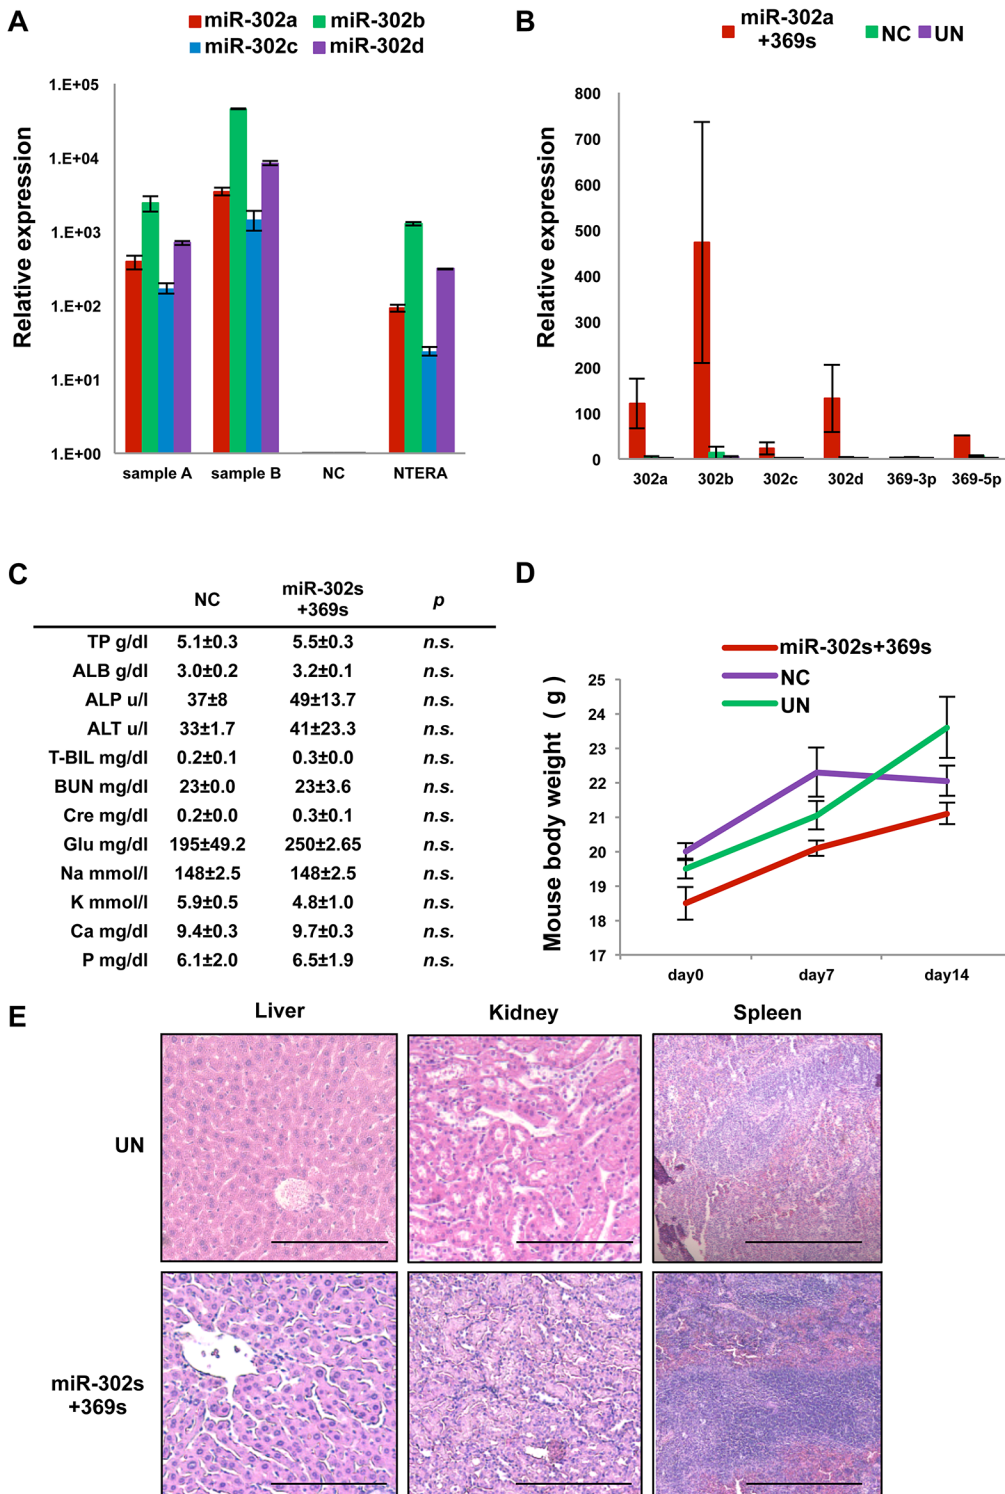 A
miR-302a miR-302b
miR-302c miR-302d
Relative expression
1.E+05
1.E+04
1.E+03
1.E+02
1.E+01
1.E+00
sample A sample B NC NTERA
B
miR-302a
+369s
NC UN
Relative expression
800
700
600
500
400
300
200
100
0
302a 302b 302c 302d 369-3p 369-5p
C
NC miR-302s
+369s p
TP g/dl 5.1±0.3 5.5±0.3 n.s.
ALB g/dl 3.0±0.2 3.2±0.1 n.s.
ALP u/l 37±8 49±13.7 n.s.
ALT u/l 33±1.7 41±23.3 n.s.
T-BIL mg/dl 0.2±0.1 0.3±0.0 n.s.
BUN mg/dl 23±0.0 23±3.6 n.s.
Cre mg/dl 0.2±0.0 0.3±0.1 n.s.
Glu mg/dl 195±49.2 250±2.65 n.s.
Na mmol/l 148±2.5 148±2.5 n.s.
K mmol/l 5.9±0.5 4.8±1.0 n.s.
Ca mg/dl 9.4±0.3 9.7±0.3 n.s.
P mg/dl 6.1±2.0 6.5±1.9 n.s.
D
miR-302s+369s
NC
UN
Mouse body weight ( g )
25
24
23
22
21
20
19
18
17
day0 day7 day14
E
Liver Kidney Spleen
UN
miR-302s
+369s